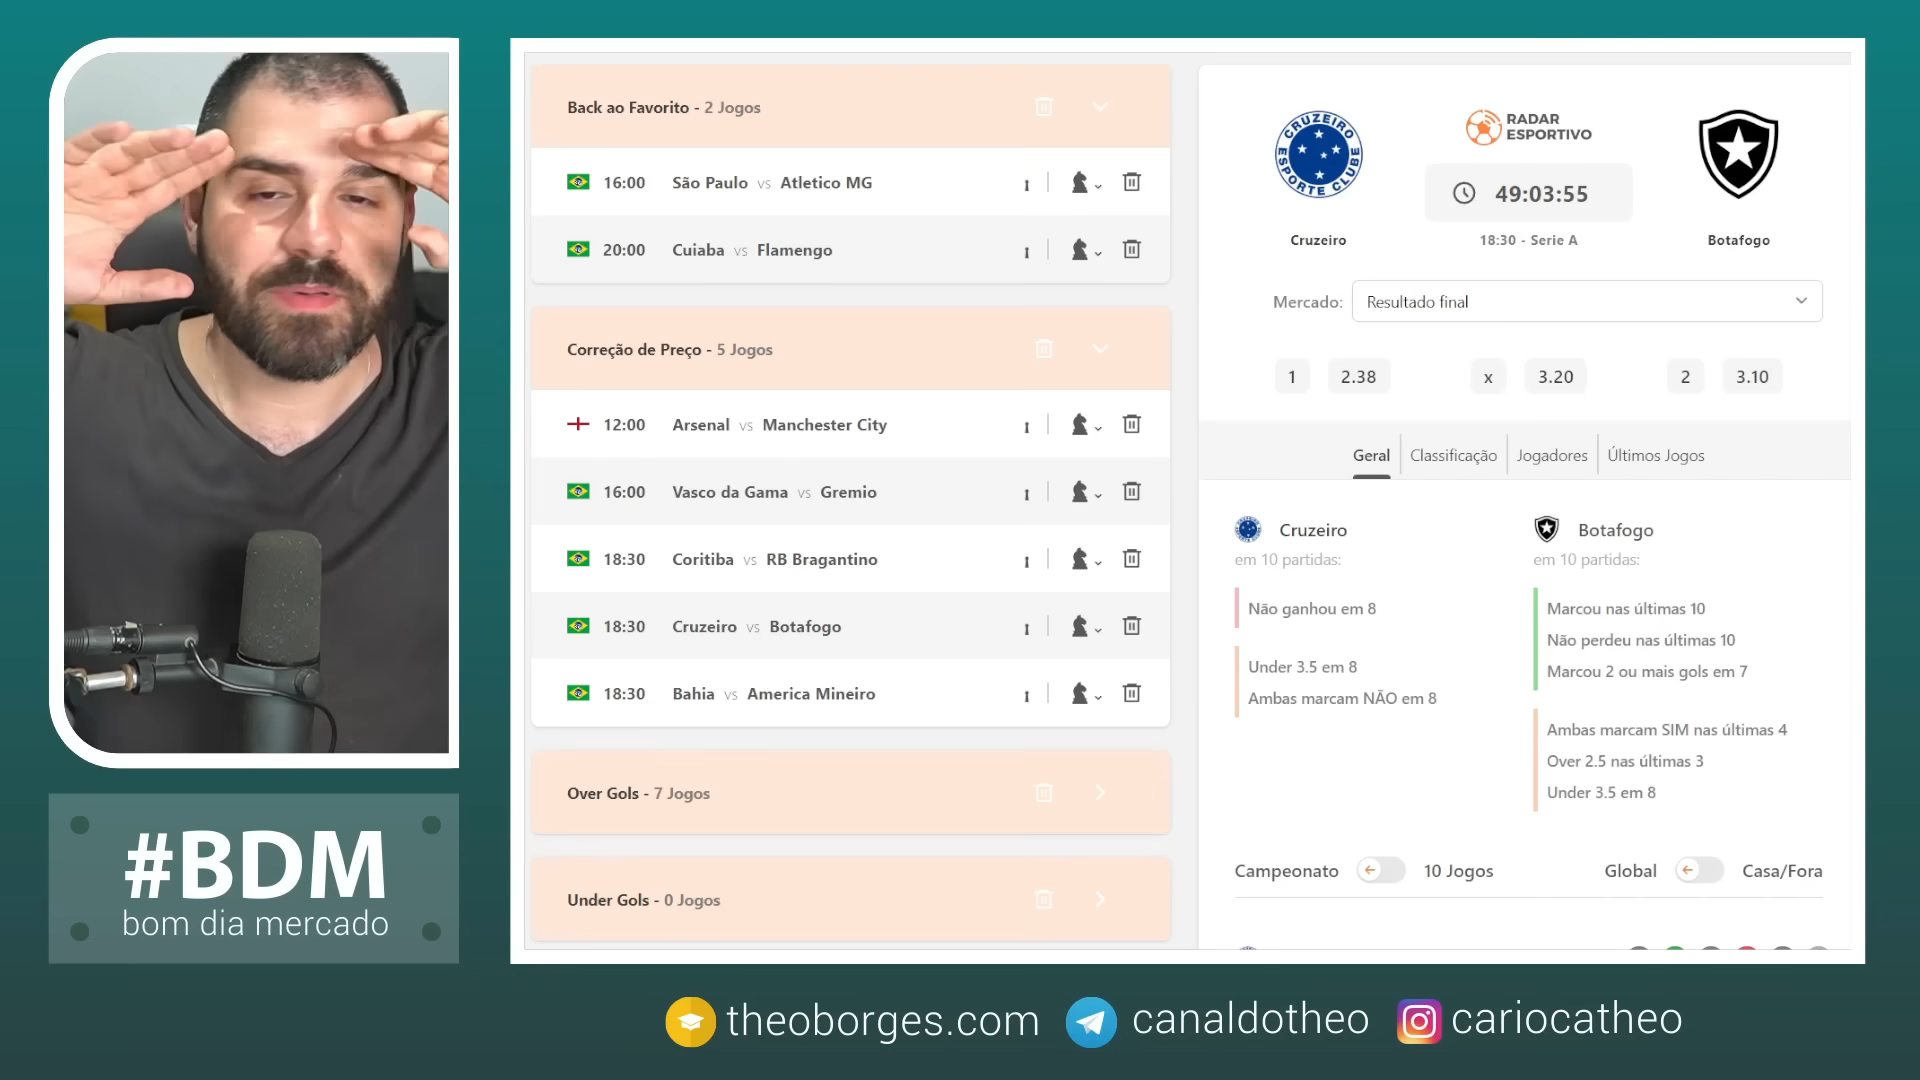 #BDM
bom dia mercado
Back ao Favorito - 2 Jogos
16:00 São Paulo vs Atletico MG
20:00 Cuiaba vs Flamengo
Correção de Preço - 5 Jogos
12:00 Arsenal vs Manchester City
16:00 Vasco da Gama vs Gremio
18:30 Coritiba vs RB Bragantino
18:30 Cruzeiro vs Botafogo
18:30 Bahia vs America Mineiro
Over Gols - 7 Jogos
Under Gols - 0 Jogos
CRUZEIRO ESPORTE CLUBE
RADAR
ESPORTIVO
49:03:55
Cruzeiro
18:30 - Serie A
Botafogo
Mercado: Resultado final
1 2.38 x 3.20 2 3.10
Geral Classificação Jogadores Últimos Jogos
Cruzeiro
em 10 partidas:
Não ganhou em 8
Under 3.5 em 8
Ambas marcam NÃO em 8
Botafogo
em 10 partidas:
Marcou nas últimas 10
Não perdeu nas últimas 10
Marcou 2 ou mais gols em 7
Ambas marcam SIM nas últimas 4
Over 2.5 nas últimas 3
Under 3.5 em 8
Campeonato 10 Jogos Global Casa/Fora
theoborges.com canaldotheo cariocatheo